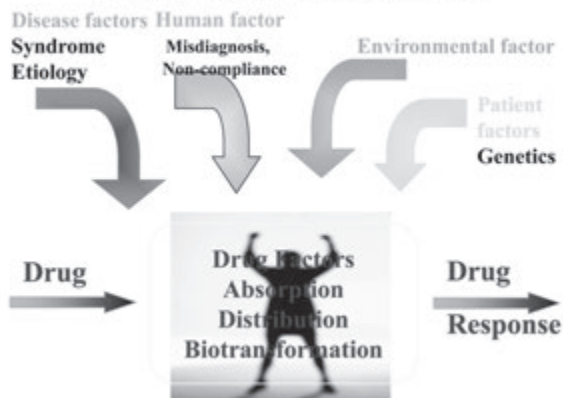 Disease factors
Syndrome
Etiology
Human factor
Misdiagnosis,
Non-compliance
Environmental factor
Patient
factors
Genetics
Drug
Drug Factors
Absorption
Distribution
Biotransformation
Drug
Response